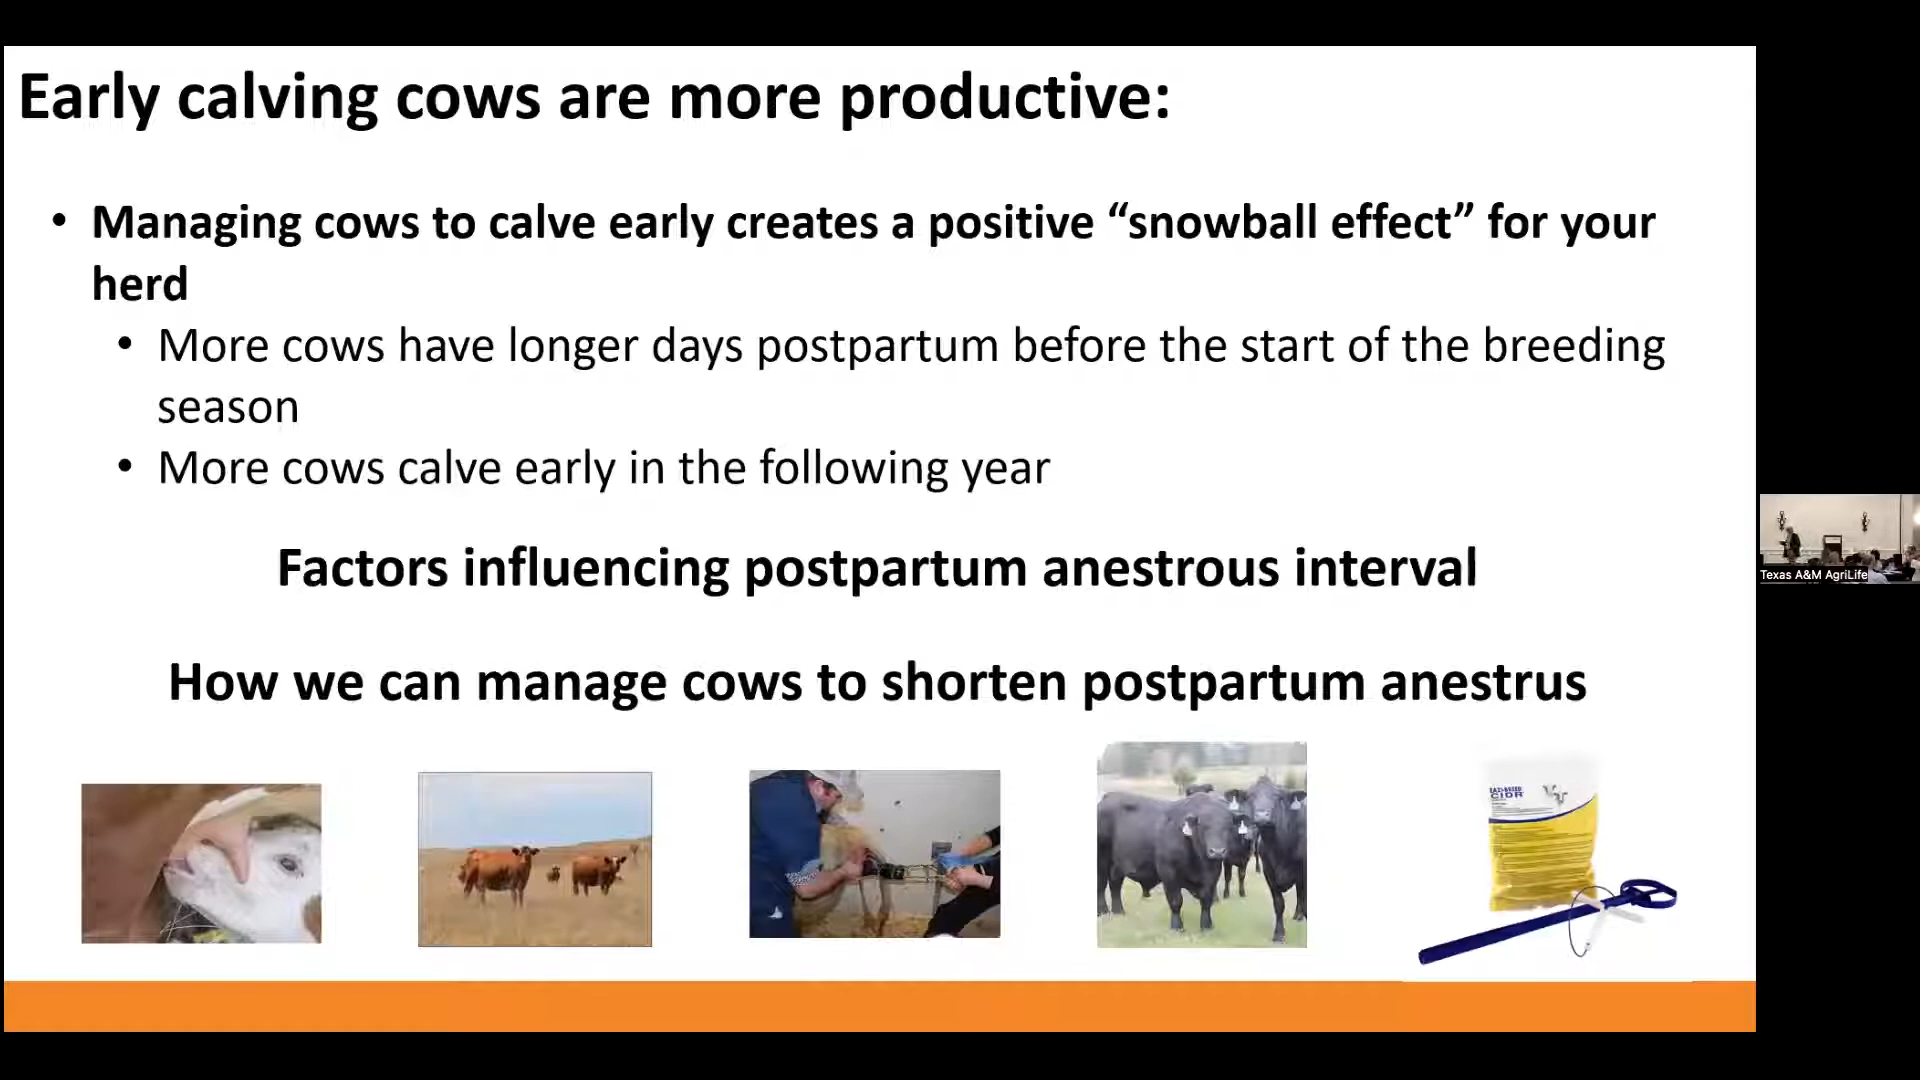 Early calving cows are more productive:
• Managing cows to calve early creates a positive “snowball effect” for your
herd
• More cows have longer days postpartum before the start of the breeding
season
• More cows calve early in the following year
Factors influencing postpartum anestrous interval
How we can manage cows to shorten postpartum anestrus
EAZI-BREED
CIDR
Texas A&M AgriLife